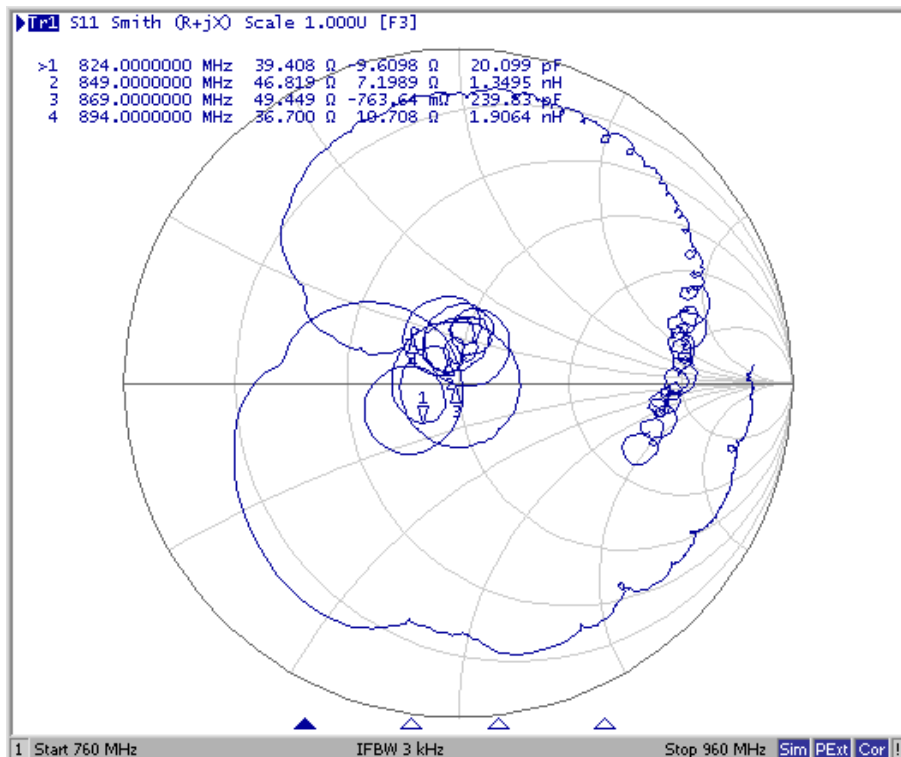 Tr1 S11 Smith (R+jX) Scale 1.000U [F3]
>1 824.0000000 MHz 39.408 Ω -9.6098 Ω 20.099 pF
2 849.0000000 MHz 46.819 Ω 7.1989 Ω 1.3495 nH
3 869.0000000 MHz 49.449 Ω -763.64 mΩ 239.83 pF
4 894.0000000 MHz 36.700 Ω 10.708 Ω 1.9064 nH
1
3
1 Start 760 MHz IFBW 3 kHz Stop 960 MHz Sim PExt Cor !